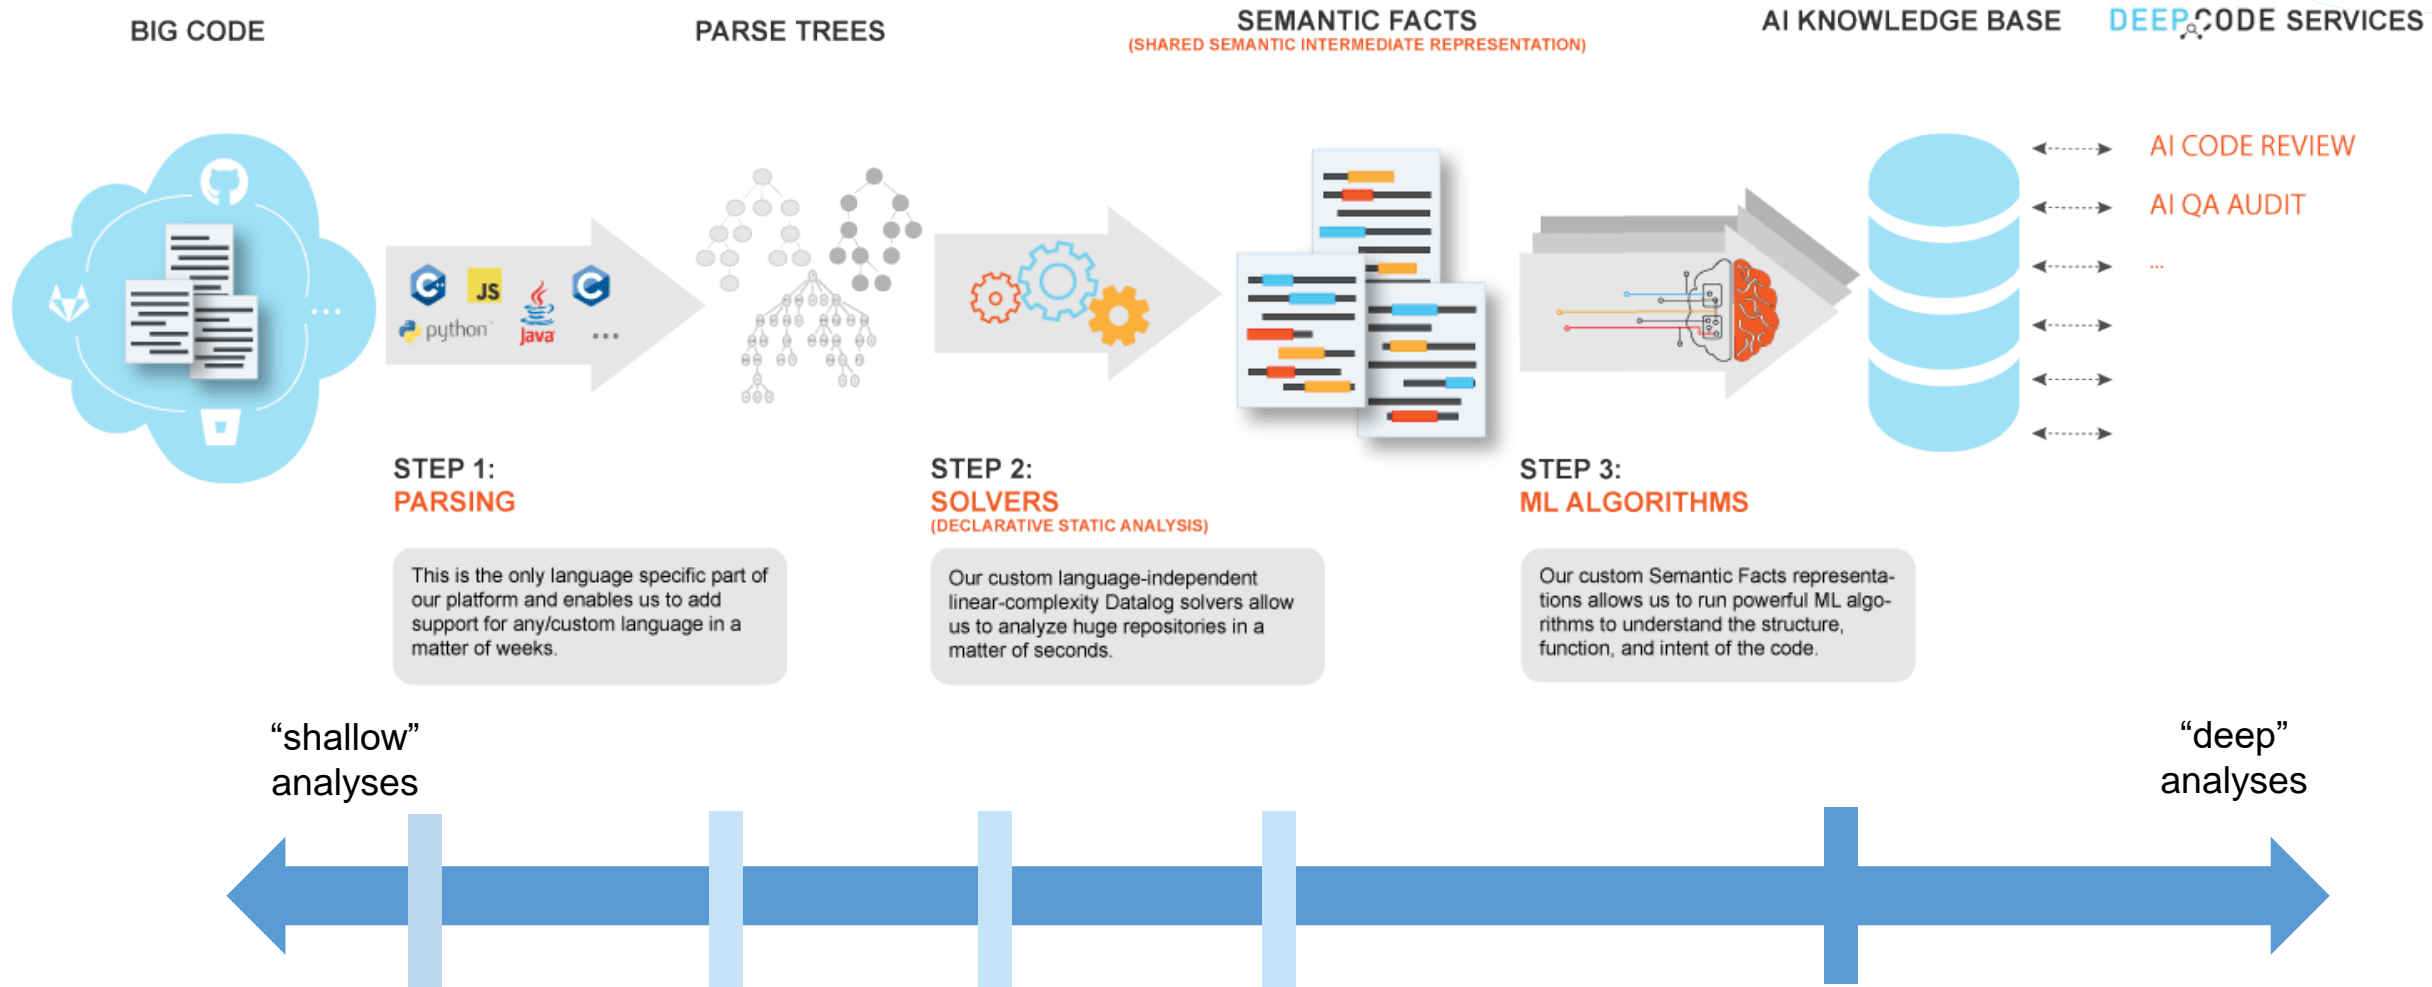 BIG CODE
PARSE TREES
SEMANTIC FACTS
(SHARED SEMANTIC INTERMEDIATE REPRESENTATION)
AI KNOWLEDGE BASE
DEEPCODE SERVICES
JS
python™
Java
...
...
AI CODE REVIEW
AI QA AUDIT
...
STEP 1:
PARSING
This is the only language specific part of
our platform and enables us to add
support for any/custom language in a
matter of weeks.
STEP 2:
SOLVERS
(DECLARATIVE STATIC ANALYSIS)
Our custom language-independent
linear-complexity Datalog solvers allow
us to analyze huge repositories in a
matter of seconds.
STEP 3:
ML ALGORITHMS
Our custom Semantic Facts representa-
tions allows us to run powerful ML algo-
rithms to understand the structure,
function, and intent of the code.
“shallow”
analyses
“deep”
analyses